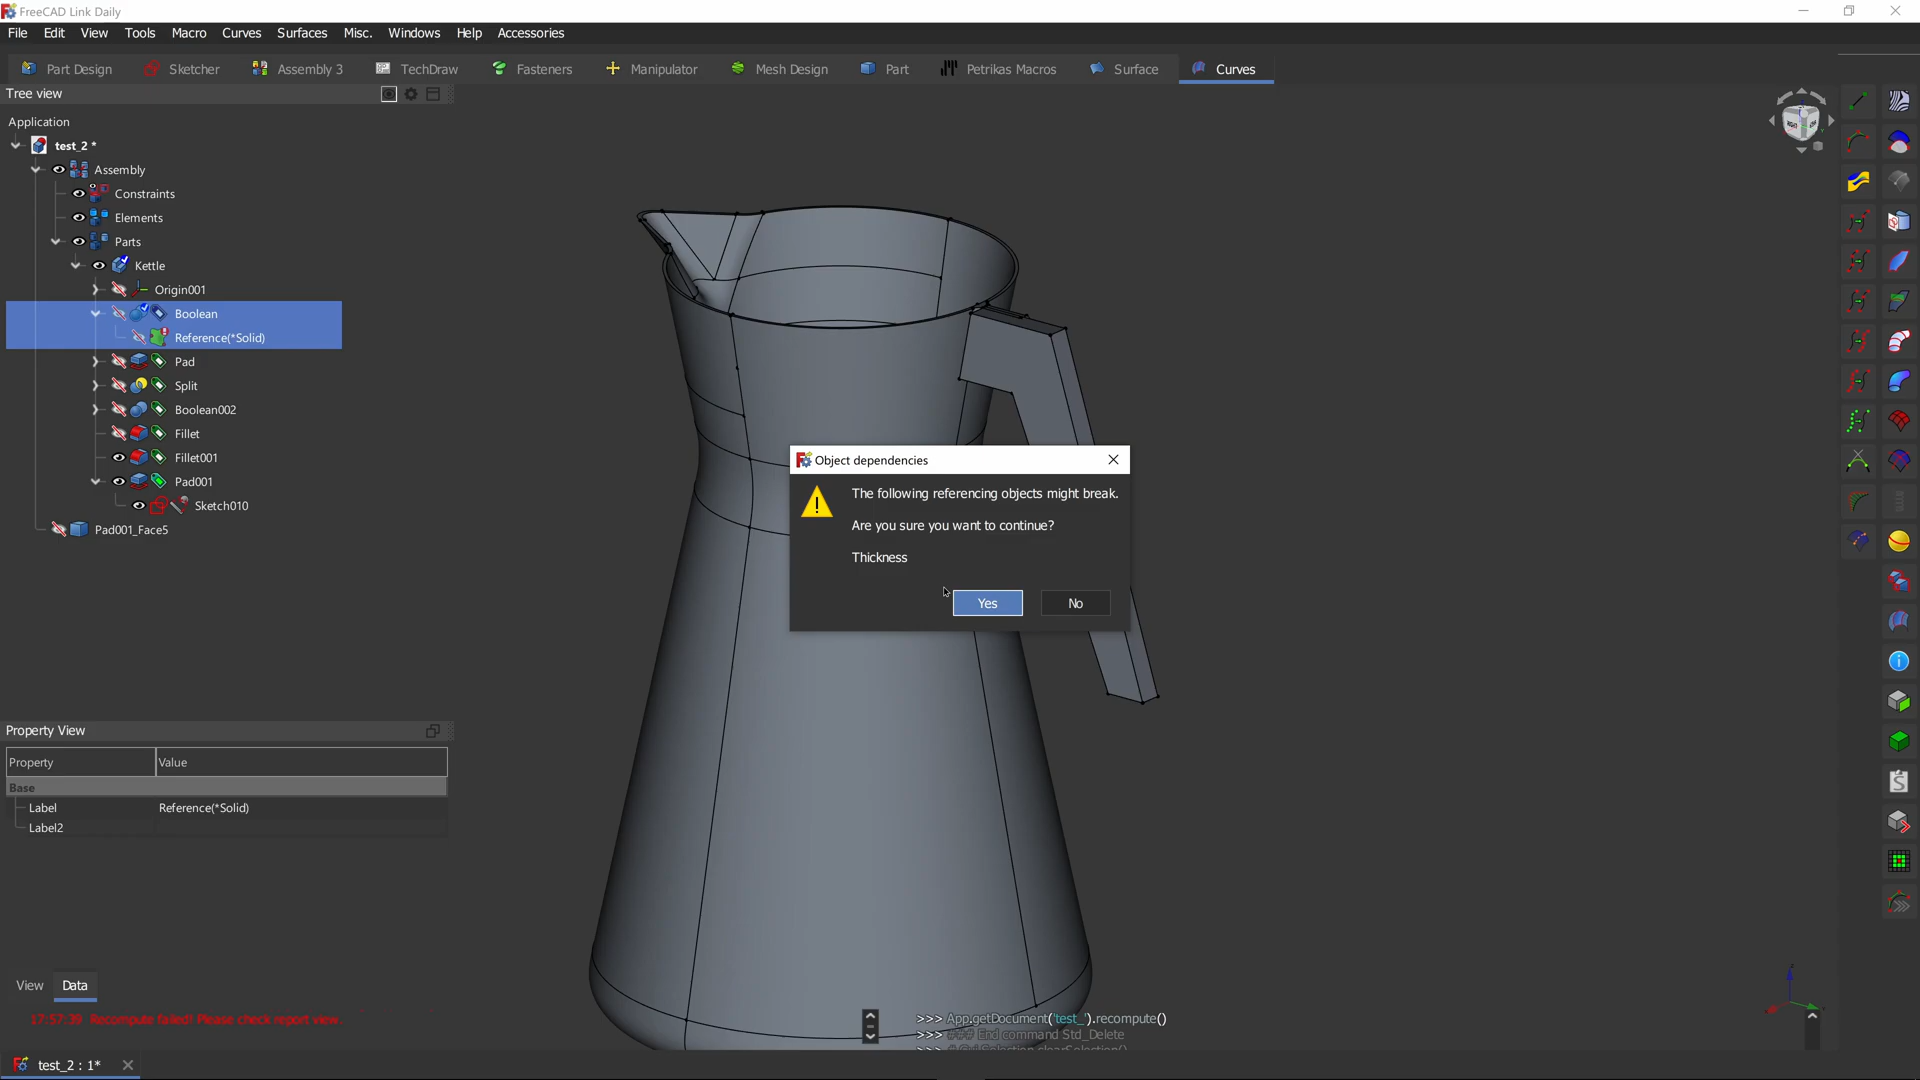 FreeCAD Link Daily
File Edit View Tools Macro Curves Surfaces Misc. Windows Help Accessories
Part Design Sketcher Assembly 3 TechDraw Fasteners Manipulator Mesh Design Part Petrikas Macros Surface Curves
Tree view
Application
test_2 *
Assembly
Constraints
Elements
Parts
Kettle
Origin001
Boolean
Reference(*Solid)
Pad
Split
Boolean002
Fillet
Fillet001
Pad001
Sketch010
Pad001_Face5
Object dependencies
The following referencing objects might break.
Are you sure you want to continue?
Thickness
Yes No
Property View
Property Value
Base
Label Reference(*Solid)
Label2
View Data
17:57:39 Recompute failed! Please check report view.
>>> App.getDocument('test_').recompute()
>>> ### End command Std_Delete
>>> # Gui.Selection.clearSelection()
test_2 : 1*